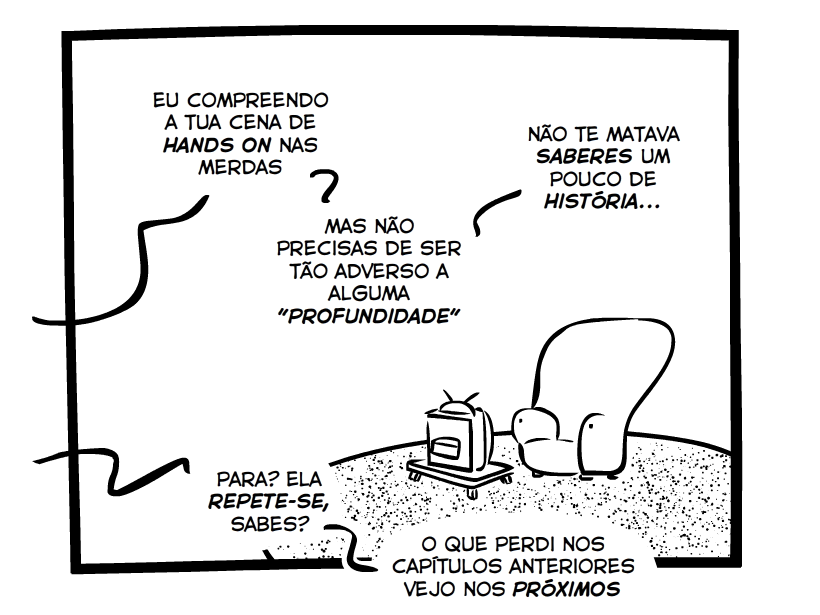 EU COMPREENDO
A TUA CENA DE
HANDS ON NAS
MERDAS
MAS NÃO
PRECISAS DE SER
TÃO ADVERSO A
ALGUMA
"PROFUNDIDADE"
NÃO TE MATAVA
SABERES UM
POUCO DE
HISTÓRIA...
PARA? ELA
REPETE-SE,
SABES?
O QUE PERDI NOS
CAPÍTULOS ANTERIORES
VEJO NOS PRÓXIMOS